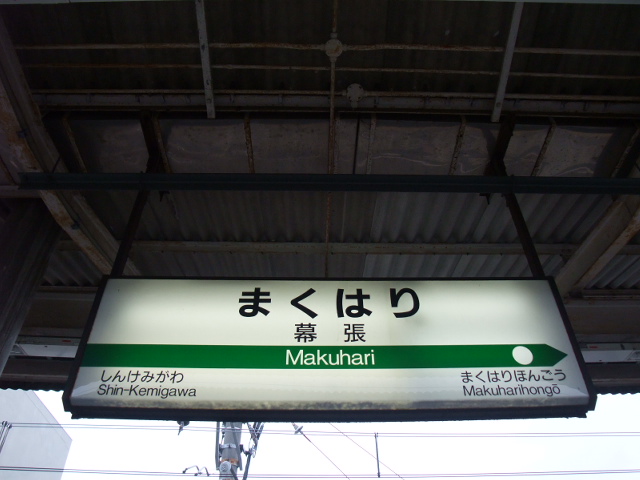 まくはり
幕張
Makuhari
しんけみがわ
Shin-Kemigawa
まくはりほんごう
Makuharihongō